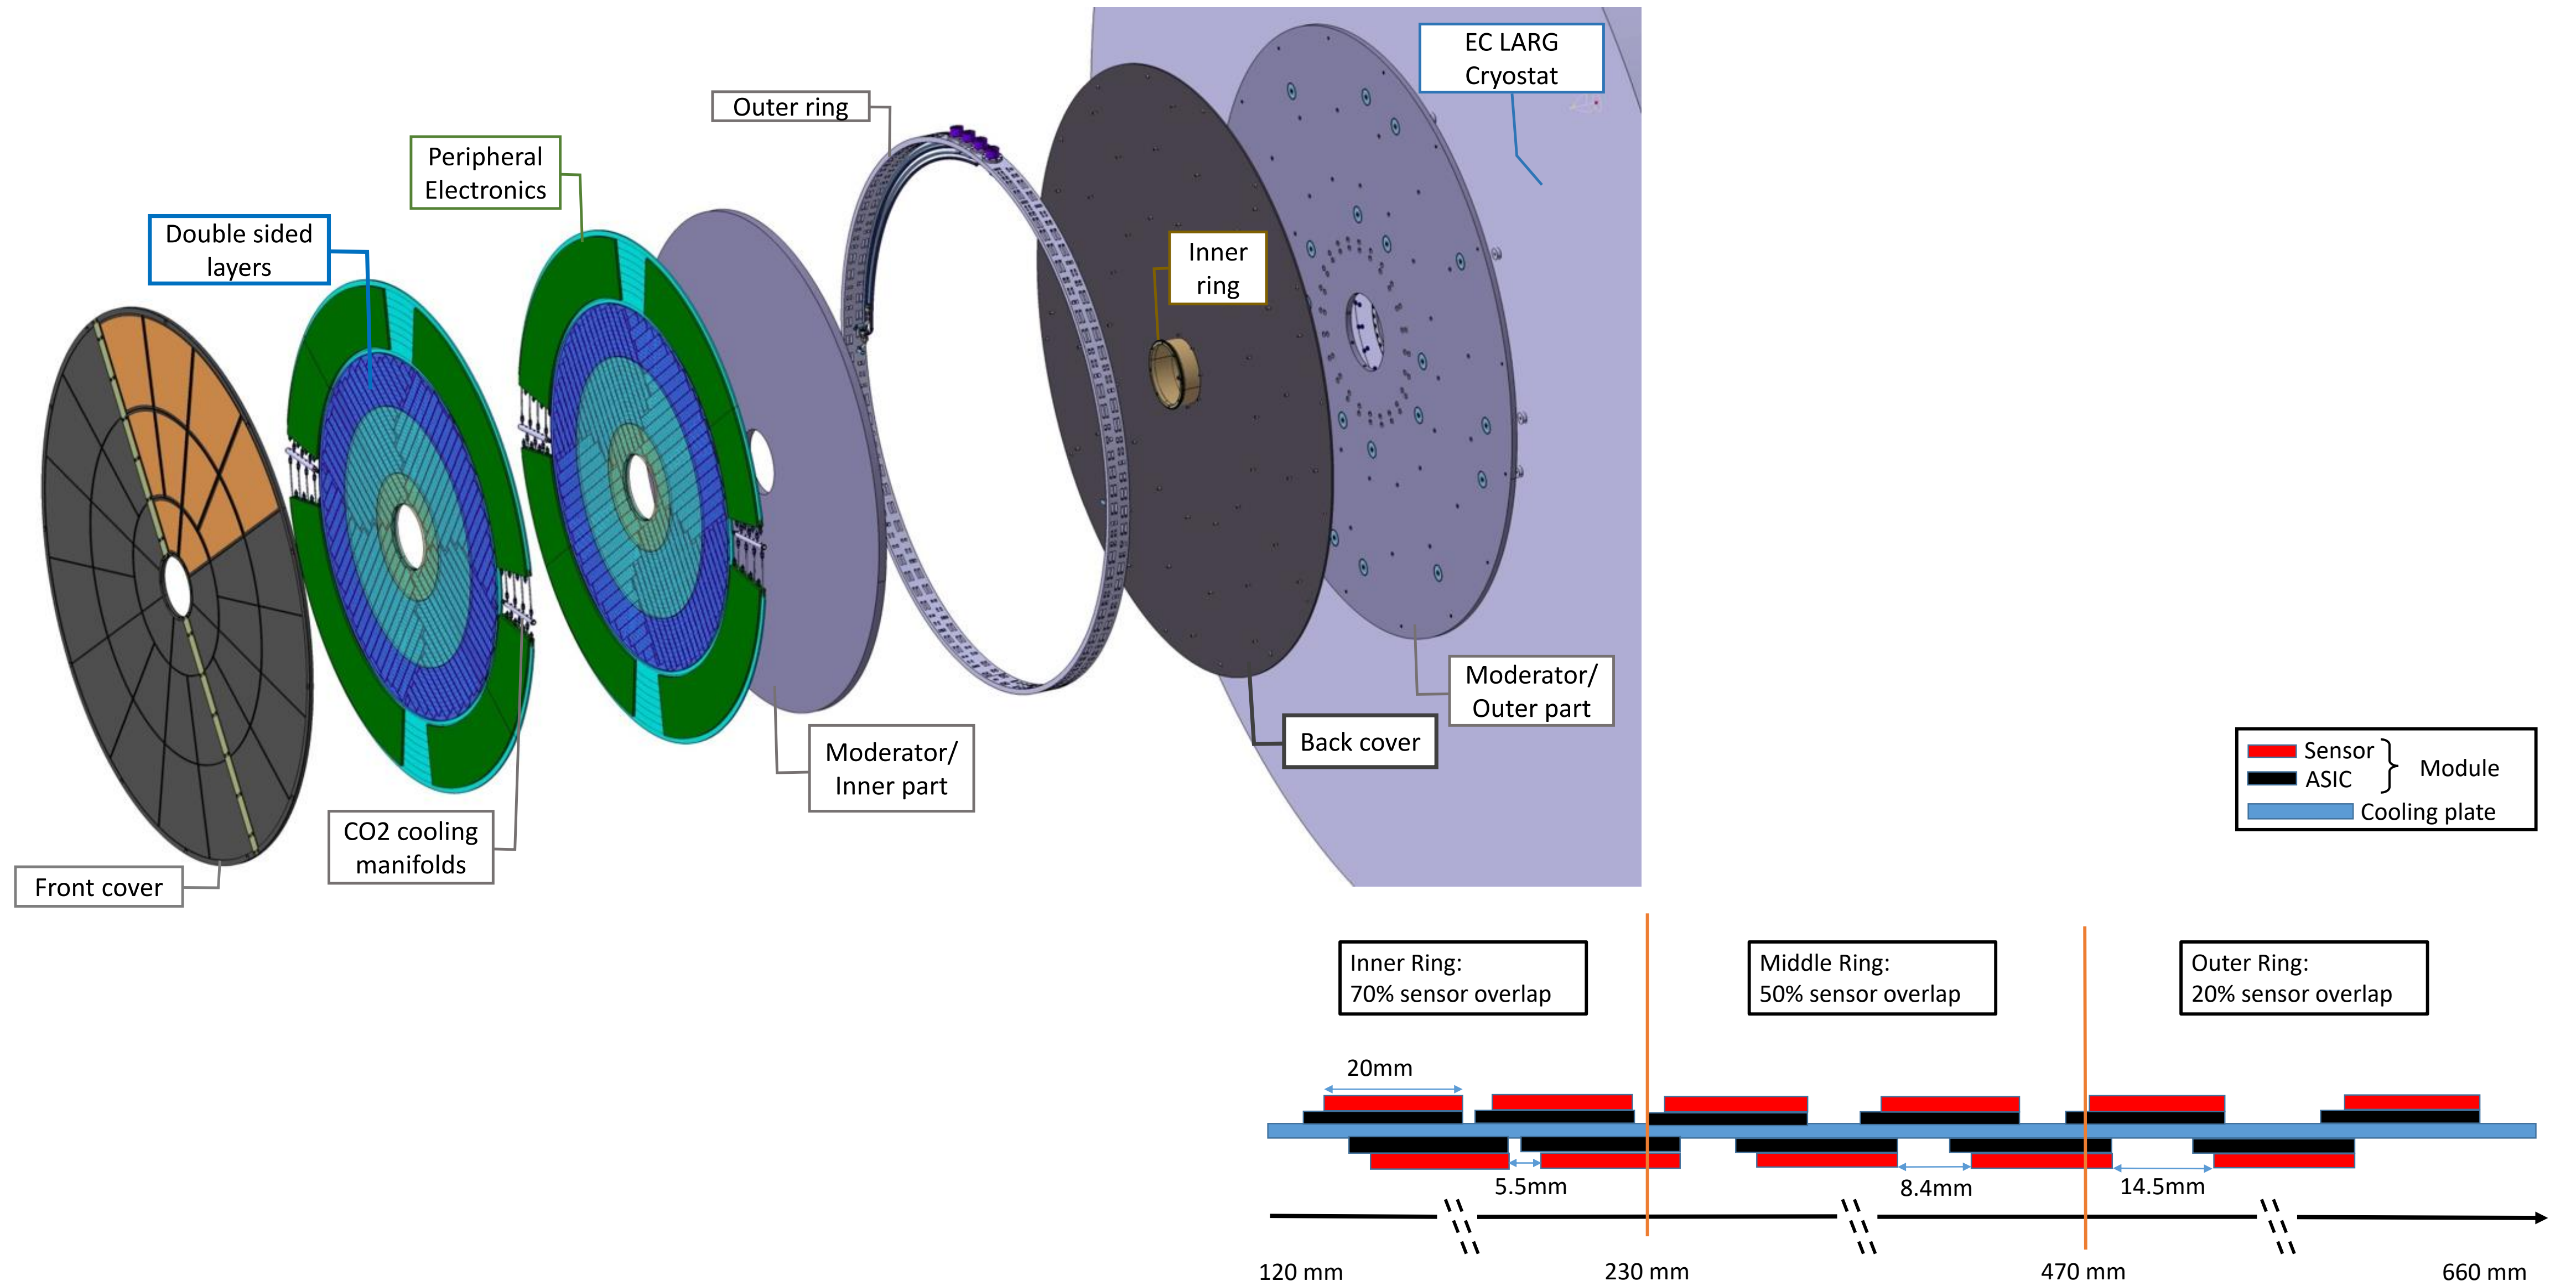 EC LARG
Cryostat
Outer ring
Peripheral
Electronics
Double sided
layers
Inner
ring
Moderator/
Outer part
Back cover
Moderator/
Inner part
CO2 cooling
manifolds
Front cover
Sensor
ASIC
Module
Cooling plate
Inner Ring:
70% sensor overlap
Middle Ring:
50% sensor overlap
Outer Ring:
20% sensor overlap
20mm
5.5mm
8.4mm
14.5mm
120 mm
230 mm
470 mm
660 mm